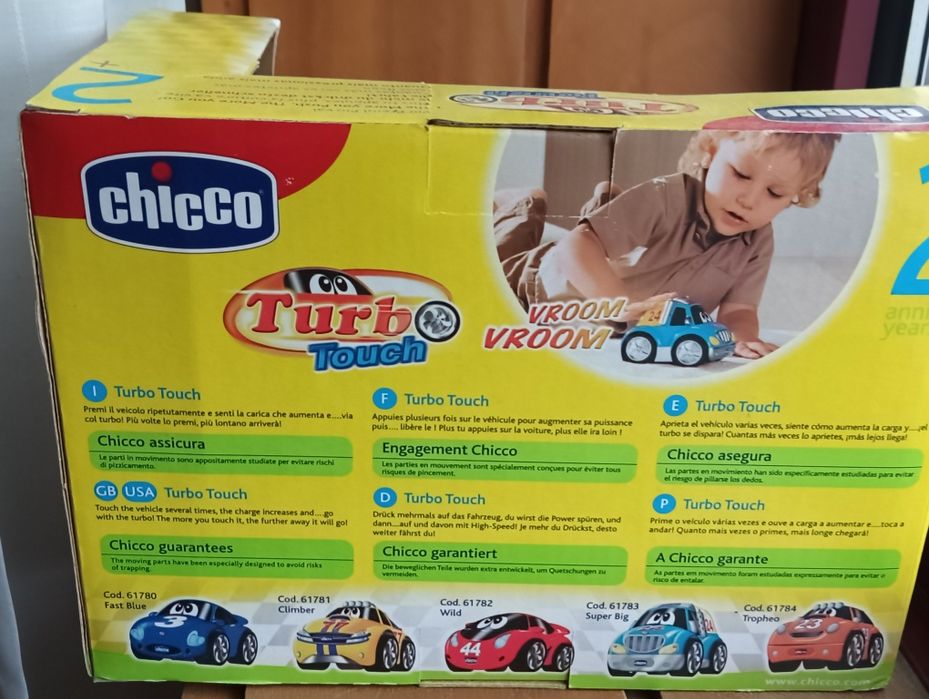 2+
Turbo
Touch
chicco
chicco
Turbo
Touch
VROOM
VROOM
24
2
I Turbo Touch
Premi il veicolo ripetutamente e senti la carica che aumenta e....via
col turbo! Più volte lo premi, più lontano arriverà!
Chicco assicura
Le parti in movimento sono appositamente studiate per evitare rischi
di pizzicamento.
F Turbo Touch
Appuies plusieurs fois sur le véhicule pour augmenter sa puissance
puis.... libère le ! Plus tu appuies sur la voiture, plus elle ira loin !
Engagement Chicco
Les parties en mouvement sont spécialement conçues pour éviter tous
risques de pincement.
E Turbo Touch
Aprieta el vehículo varias veces, siente cómo aumenta la carga y....¡el
turbo se dispara! Cuantas más veces lo aprietes, ¡más lejos llega!
Chicco asegura
Las partes en movimiento han sido específicamente estudiadas para evitar
el riesgo de pillarse los dedos.
GB USA Turbo Touch
Touch the vehicle several times, the charge increases and....go
with the turbo! The more you touch it, the further away it will go!
Chicco guarantees
The moving parts have been especially designed to avoid risks
of trapping.
D Turbo Touch
Drück mehrmals auf das Fahrzeug, du wirst die Power spüren, und
dann....auf und davon mit High-Speed! Je mehr du Drückst, desto
weiter fährst du!
Chicco garantiert
Die beweglichen Teile wurden extra entwickelt, um Quetschungen zu
vermeiden.
P Turbo Touch
Prime o veículo várias vezes e ouve a carga a aumentar e....toca a
andar! Quanto mais vezes o primes, mais longe chegará!
A Chicco garante
As partes em movimento foram estudadas expressamente para evitar o
risco de entalar.
Cod. 61780
Fast Blue
3
Cod. 61781
Climber
77
Cod. 61782
Wild
44
Cod. 61783
Super Big
24
Cod. 61784
Tropheo
23
www.chicco.com